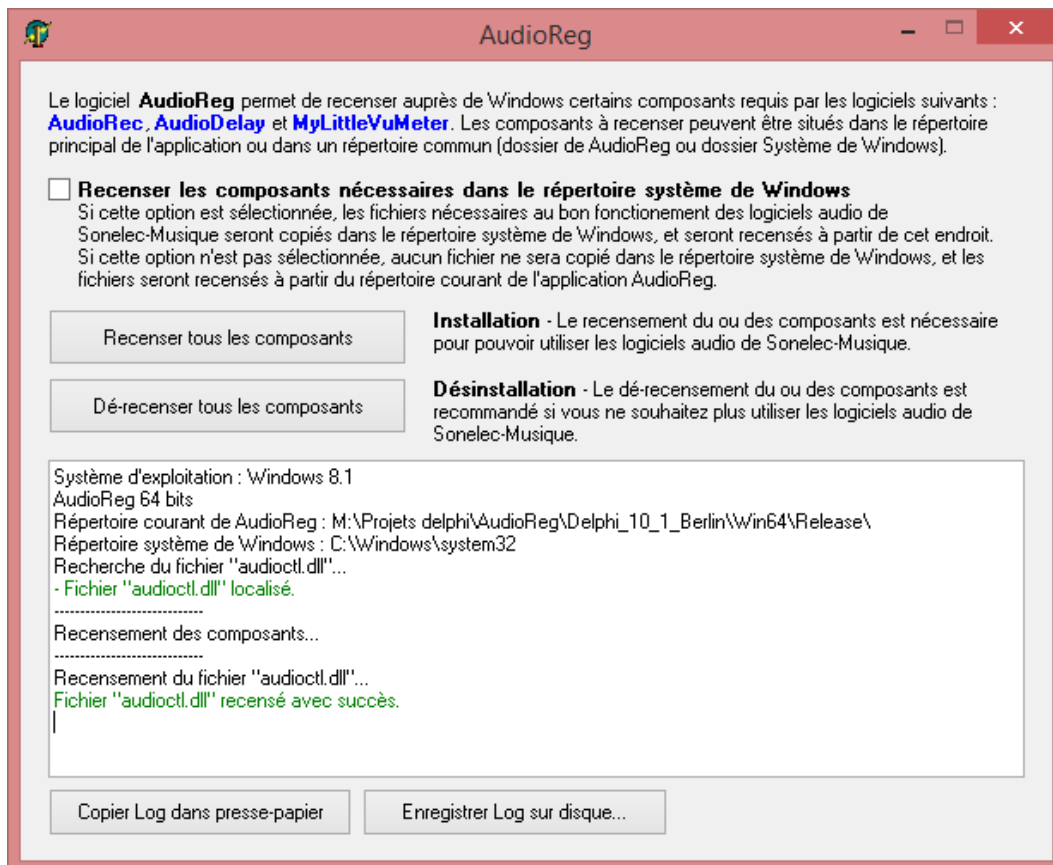 AudioReg
Le logiciel AudioReg permet de recenser auprès de Windows certains composants requis par les logiciels suivants :
AudioRec, AudioDelay et MyLittleVuMeter. Les composants à recenser peuvent être situés dans le répertoire
principal de l'application ou dans un répertoire commun (dossier de AudioReg ou dossier Système de Windows).
Recenser les composants nécessaires dans le répertoire système de Windows
Si cette option est sélectionnée, les fichiers nécessaires au bon fonctionement des logiciels audio de
Sonelec-Musique seront copiés dans le répertoire système de Windows, et seront recensés à partir de cet endroit.
Si cette option n'est pas sélectionnée, aucun fichier ne sera copié dans le répertoire système de Windows, et les
fichiers seront recensés à partir du répertoire courant de l'application AudioReg.
Recenser tous les composants
Installation - Le recensement du ou des composants est nécessaire
pour pouvoir utiliser les logiciels audio de Sonelec-Musique.
Dé-recenser tous les composants
Désinstallation - Le dé-recensement du ou des composants est
recommandé si vous ne souhaitez plus utiliser les logiciels audio de
Sonelec-Musique.
Système d'exploitation : Windows 8.1
AudioReg 64 bits
Répertoire courant de AudioReg : M:\Projets delphi\AudioReg\Delphi_10_1_Berlin\Win64\Release\
Répertoire système de Windows : C:\Windows\system32
Recherche du fichier "audioctl.dll"...
- Fichier "audioctl.dll" localisé.
-----------------------------
Recensement des composants...
-----------------------------
Recensement du fichier "audioctl.dll"...
Fichier "audioctl.dll" recensé avec succès.
Copier Log dans presse-papier
Enregistrer Log sur disque...